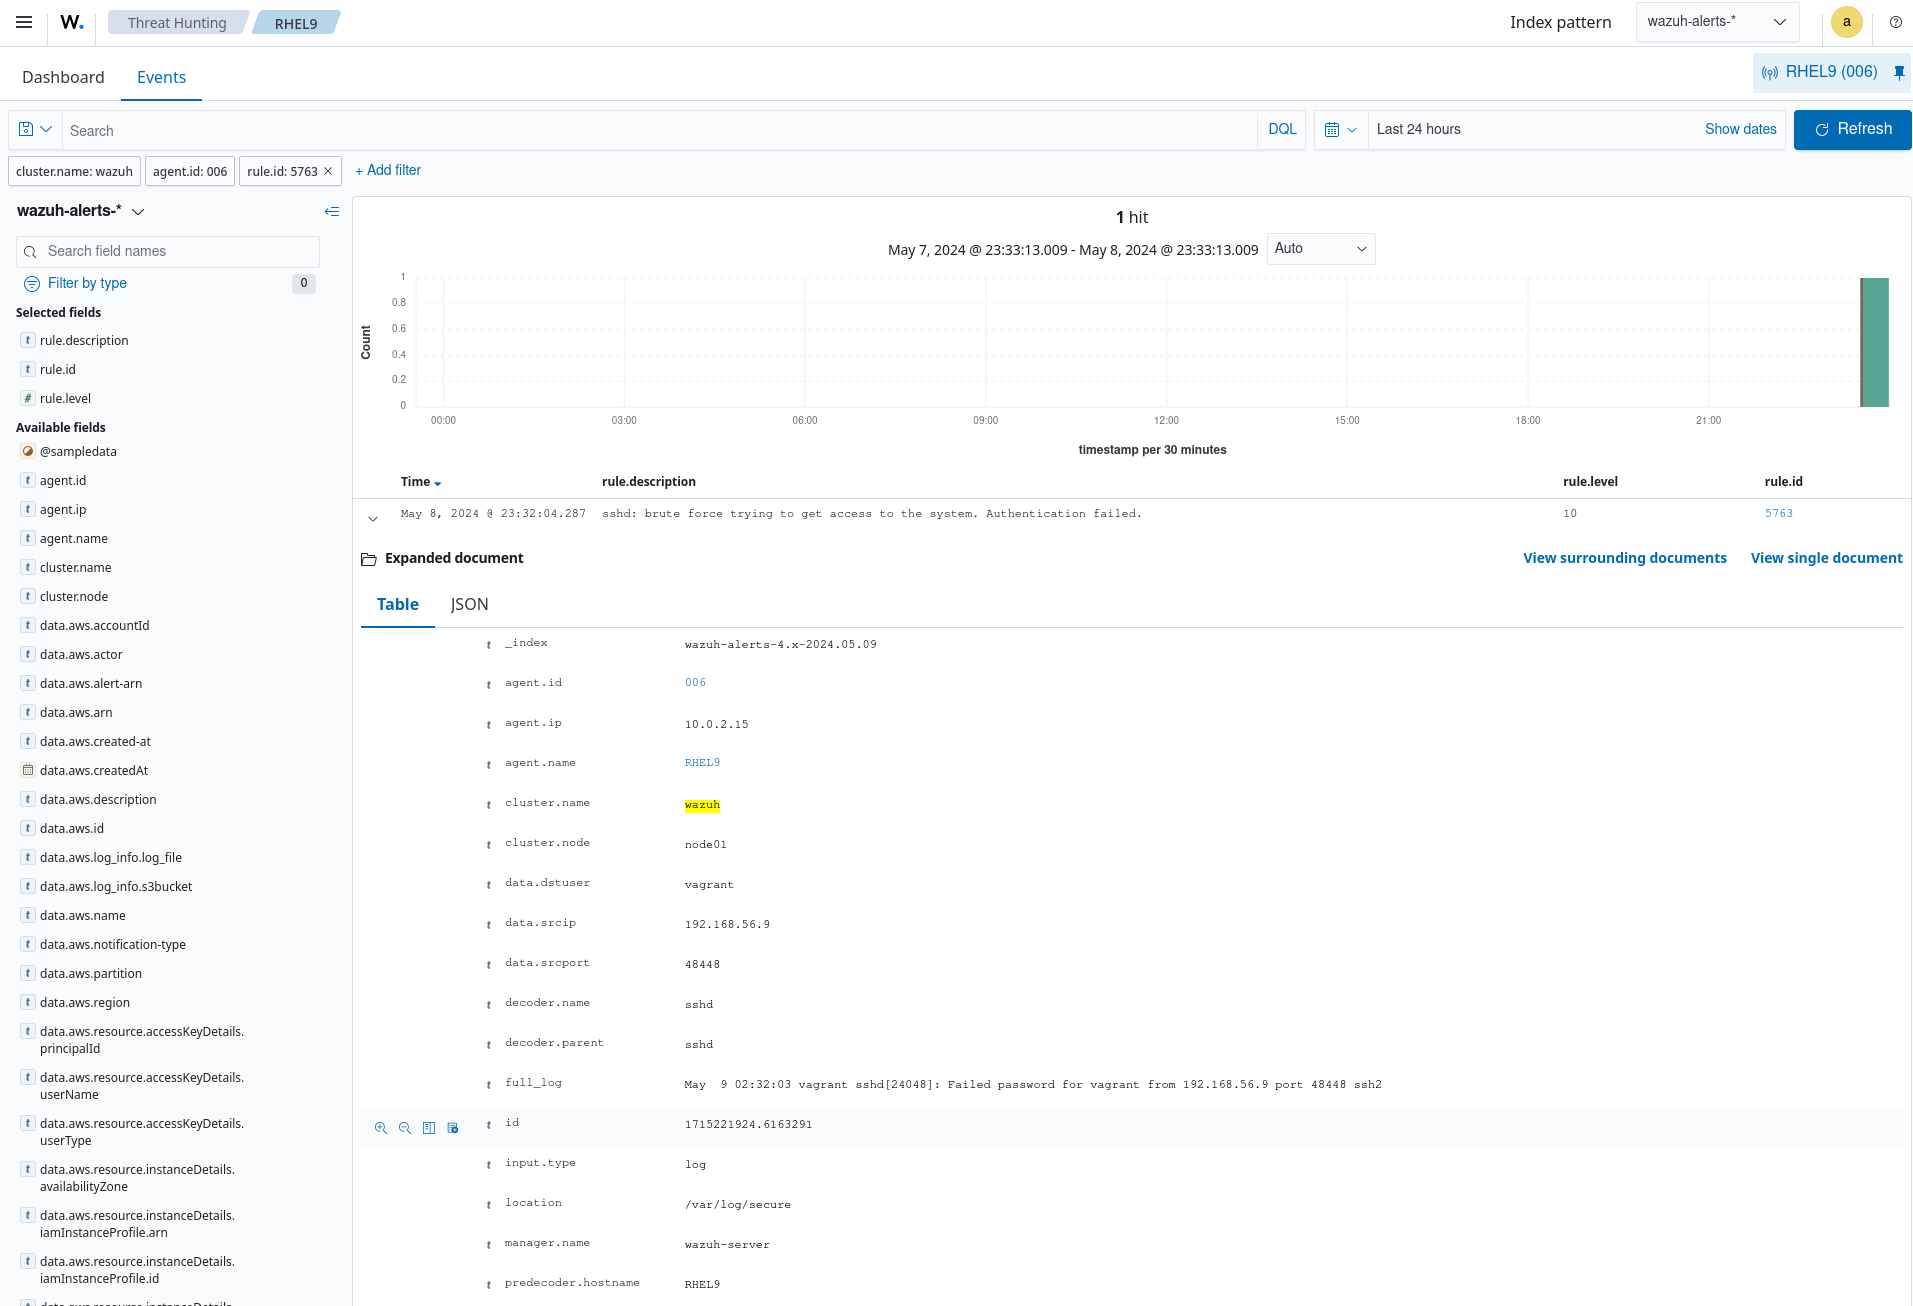 W.
Threat Hunting
RHEL9
Index pattern
wazuh-alerts-*
a
Dashboard
Events
RHEL9 (006)
Search
DQL
Last 24 hours
Show dates
Refresh
cluster.name: wazuh
agent.id: 006
rule.id: 5763 ×
+ Add filter
wazuh-alerts-*
Search field names
Filter by type
0
Selected fields
t rule.description
t rule.id
# rule.level
Available fields
@sampledata
t agent.id
t agent.ip
t agent.name
t cluster.name
t cluster.node
t data.aws.accountId
t data.aws.actor
t data.aws.alert-arn
t data.aws.arn
t data.aws.created-at
data.aws.createdAt
t data.aws.description
t data.aws.id
t data.aws.log_info.log_file
t data.aws.log_info.s3bucket
t data.aws.name
t data.aws.notification-type
t data.aws.partition
t data.aws.region
t data.aws.resource.accessKeyDetails.
principalId
t data.aws.resource.accessKeyDetails.
userName
t data.aws.resource.accessKeyDetails.
userType
t data.aws.resource.instanceDetails.
availabilityZone
t data.aws.resource.instanceDetails.
iamInstanceProfile.arn
t data.aws.resource.instanceDetails.
iamInstanceProfile.id
1 hit
May 7, 2024 @ 23:33:13.009 - May 8, 2024 @ 23:33:13.009
Auto
Count
1
0.8
0.6
0.4
0.2
0
00:00 03:00 06:00 09:00 12:00 15:00 18:00 21:00
timestamp per 30 minutes
Time rule.description rule.level rule.id
May 8, 2024 @ 23:32:04.287 sshd: brute force trying to get access to the system. Authentication failed. 10 5763
Expanded document
View surrounding documents
View single document
Table
JSON
t _index wazuh-alerts-4.x-2024.05.09
t agent.id 006
t agent.ip 10.0.2.15
t agent.name RHEL9
t cluster.name wazuh
t cluster.node node01
t data.dstuser vagrant
t data.srcip 192.168.56.9
t data.srcport 48448
t decoder.name sshd
t decoder.parent sshd
t full_log May  9 02:32:03 vagrant sshd[24048]: Failed password for vagrant from 192.168.56.9 port 48448 ssh2
t id 1715221924.6163291
t input.type log
t location /var/log/secure
t manager.name wazuh-server
t predecoder.hostname RHEL9